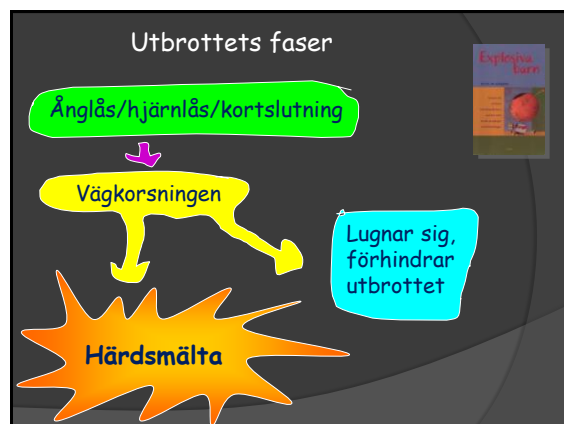 Utbrottets faser
Explosiva
barn
Ånglås/hjärnlås/kortslutning
Vägkorsningen
Lugnar sig,
förhindrar
utbrottet
Härdsmälta